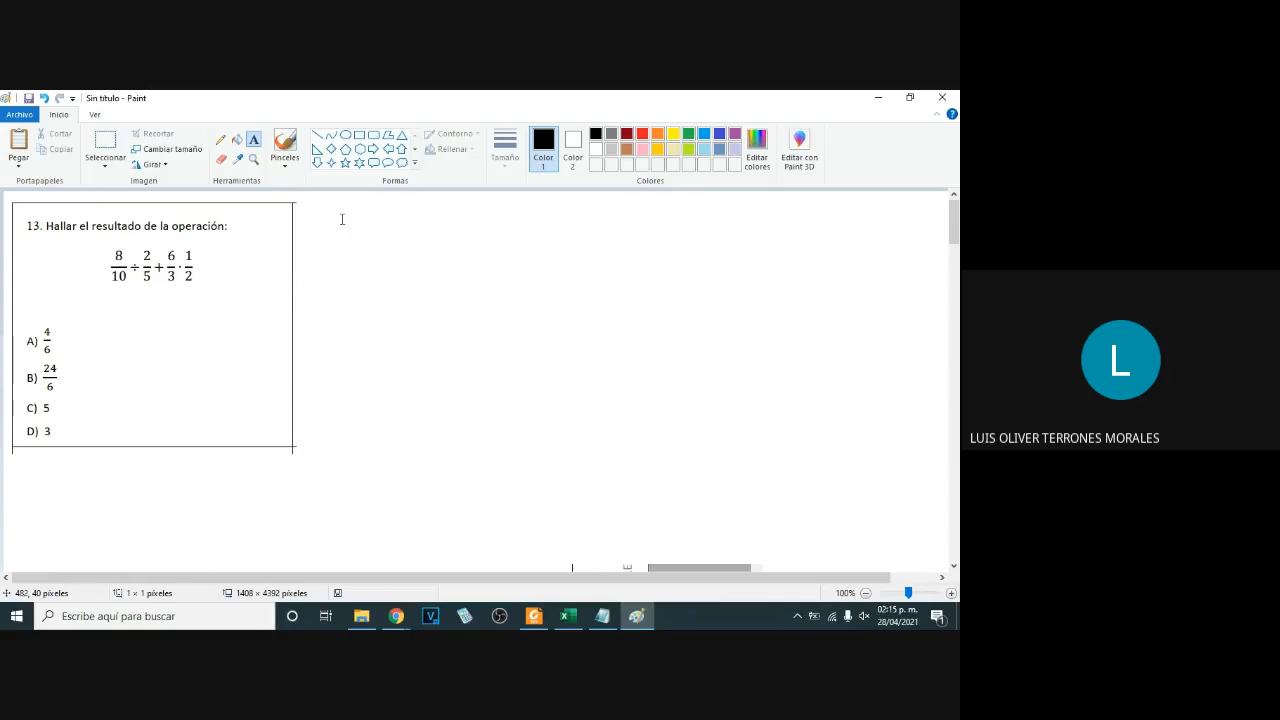 Sin título - Paint
Archivo Inicio Ver
Pegar Cortar Copiar
Portapapeles
Seleccionar Recortar Cambiar tamaño Girar
Imagen
A
Herramientas
Pinceles
Contorno
Rellenar
Formas
Tamaño
Color 1
Color 2
Editar colores
Editar con Paint 3D
Colores
13. Hallar el resultado de la operación:
8/10 ÷ 2/5 + 6/3 · 1/2
A) 4/6
B) 24/6
C) 5
D) 3
L
LUIS OLIVER TERRONES MORALES
482, 40 píxeles 1 × 1 píxeles 1408 × 4392 píxeles 100%
Escribe aquí para buscar
02:15 p. m.
28/04/2021
1